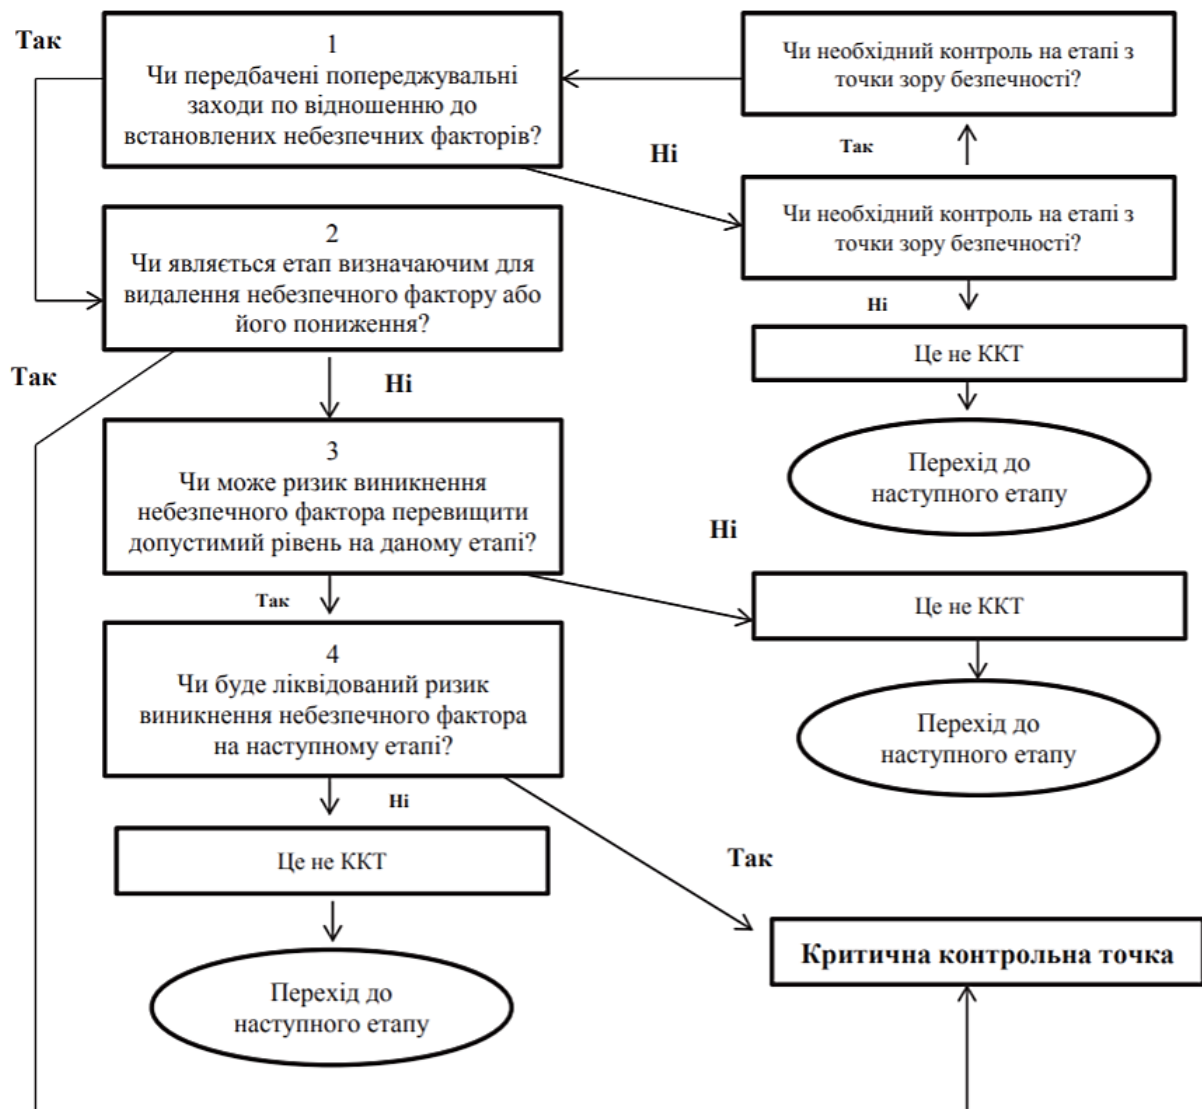 Так
1
Чи передбачені попереджувальні
заходи по відношенню до
встановлених небезпечних факторів?
Чи необхідний контроль на етапі з
точки зору безпечності?
Ні
Так
Чи необхідний контроль на етапі з
точки зору безпечності?
2
Чи являється етап визначаючим для
видалення небезпечного фактору або
його пониження?
Ні
Це не ККТ
Так
Ні
Перехід до
наступного етапу
3
Чи може ризик виникнення
небезпечного фактора перевищити
допустимий рівень на даному етапі?
Ні
Так
Це не ККТ
4
Чи буде ліквідований ризик
виникнення небезпечного фактора
на наступному етапі?
Перехід до
наступного етапу
Ні
Це не ККТ
Так
Критична контрольна точка
Перехід до
наступного етапу